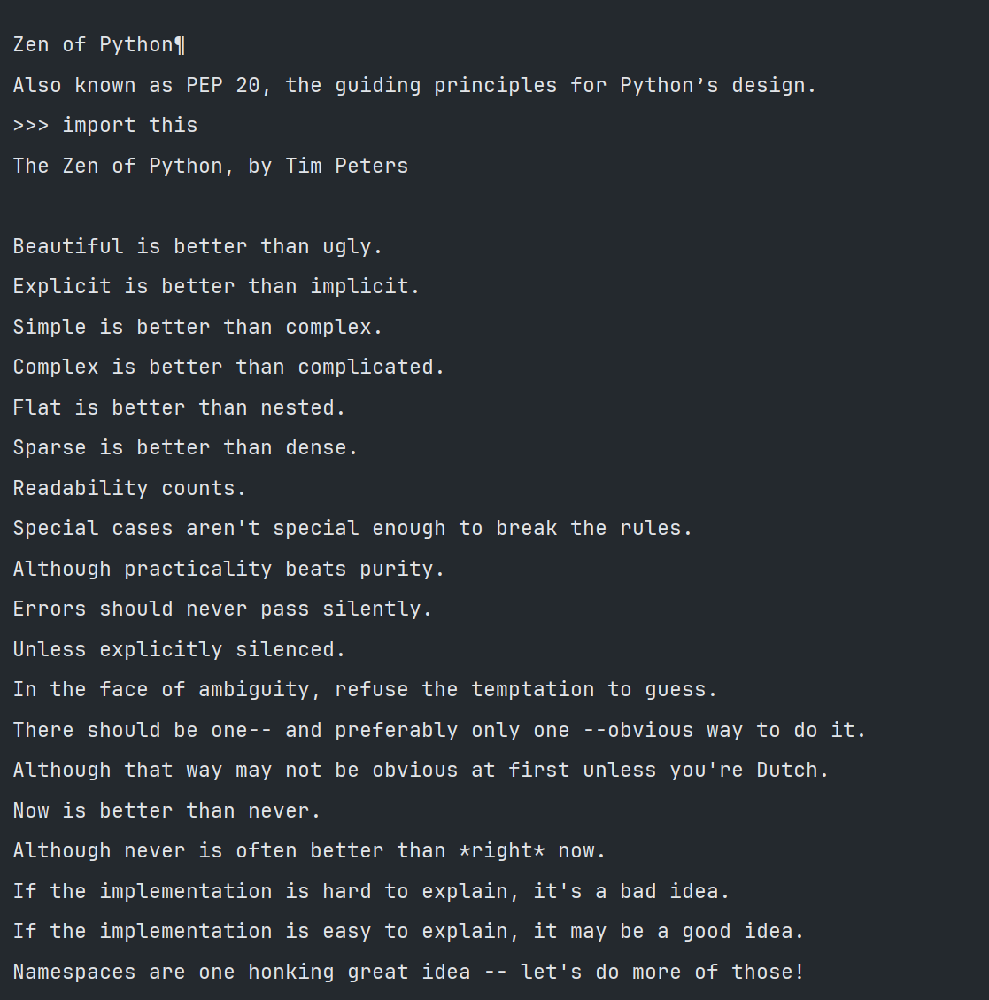 Zen of Python¶
Also known as PEP 20, the guiding principles for Python’s design.
>>> import this
The Zen of Python, by Tim Peters
Beautiful is better than ugly.
Explicit is better than implicit.
Simple is better than complex.
Complex is better than complicated.
Flat is better than nested.
Sparse is better than dense.
Readability counts.
Special cases aren't special enough to break the rules.
Although practicality beats purity.
Errors should never pass silently.
Unless explicitly silenced.
In the face of ambiguity, refuse the temptation to guess.
There should be one-- and preferably only one --obvious way to do it.
Although that way may not be obvious at first unless you're Dutch.
Now is better than never.
Although never is often better than *right* now.
If the implementation is hard to explain, it's a bad idea.
If the implementation is easy to explain, it may be a good idea.
Namespaces are one honking great idea -- let's do more of those!